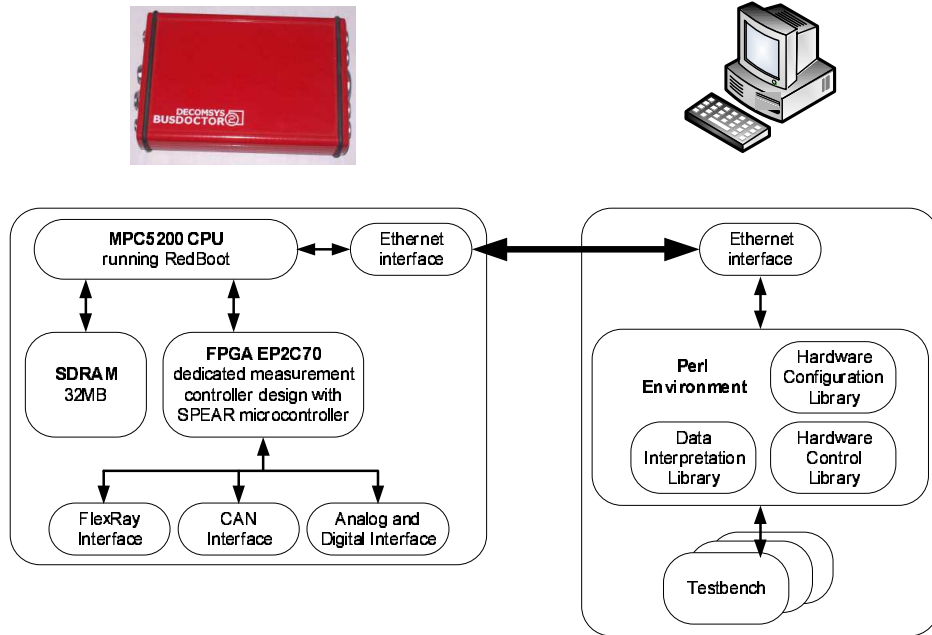 DECOMSYS
BUSDOCTOR 2
MPC5200 CPU
running RedBoot
Ethernet
interface
SDRAM
32MB
FPGA EP2C70
dedicated measurement
controller design with
SPEAR microcontroller
FlexRay
Interface
CAN
Interface
Analog and
Digital Interface
Ethernet
interface
Perl
Environment
Hardware
Configuration
Library
Data
Interpretation
Library
Hardware
Control
Library
Testbench